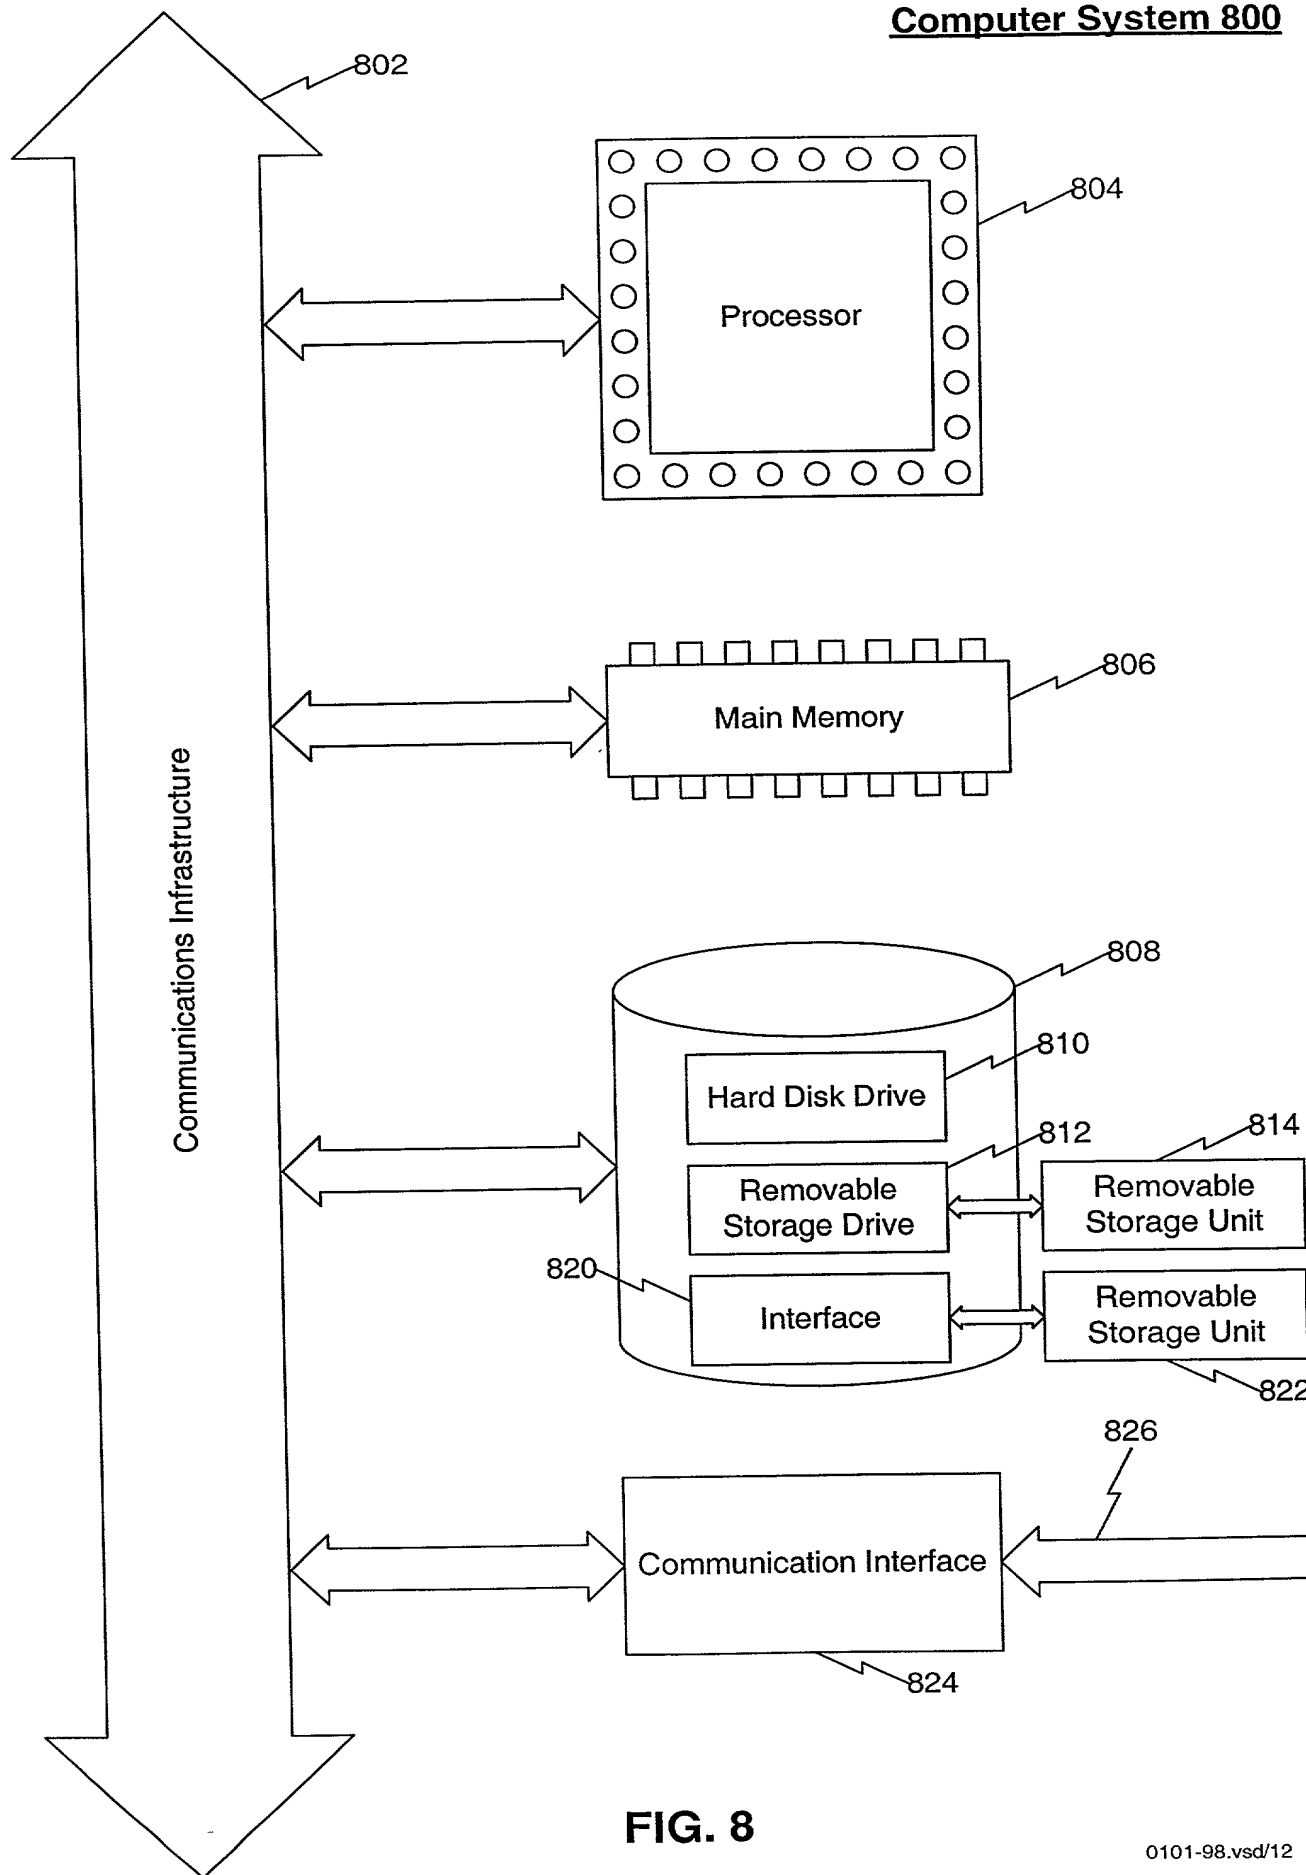 Computer System 800
802
804
Processor
806
Main Memory
Communications Infrastructure
808
810
Hard Disk Drive
812
814
Removable
Storage Drive
Removable
Storage Unit
820
Interface
Removable
Storage Unit
822
826
Communication Interface
824
FIG. 8
0101-98.vsd/12